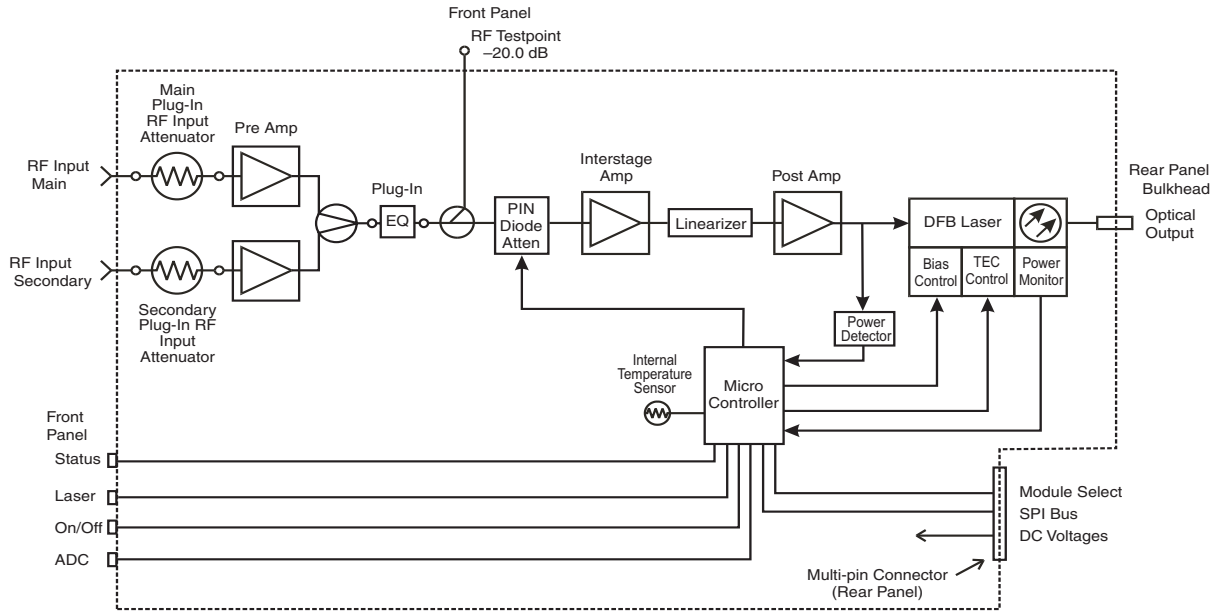 Front Panel
RF Testpoint
–20.0 dB
Main
Plug-In
RF Input
Attenuator
Pre Amp
RF Input
Main
Plug-In
EQ
PIN
Diode
Atten
Interstage
Amp
Linearizer
Post Amp
DFB Laser
Bias
Control
TEC
Control
Power
Monitor
Rear Panel
Bulkhead
Optical
Output
RF Input
Secondary
Secondary
Plug-In RF
Input
Attenuator
Power
Detector
Internal
Temperature
Sensor
Micro
Controller
Front
Panel
Status
Laser
On/Off
ADC
Module Select
SPI Bus
DC Voltages
Multi-pin Connector
(Rear Panel)